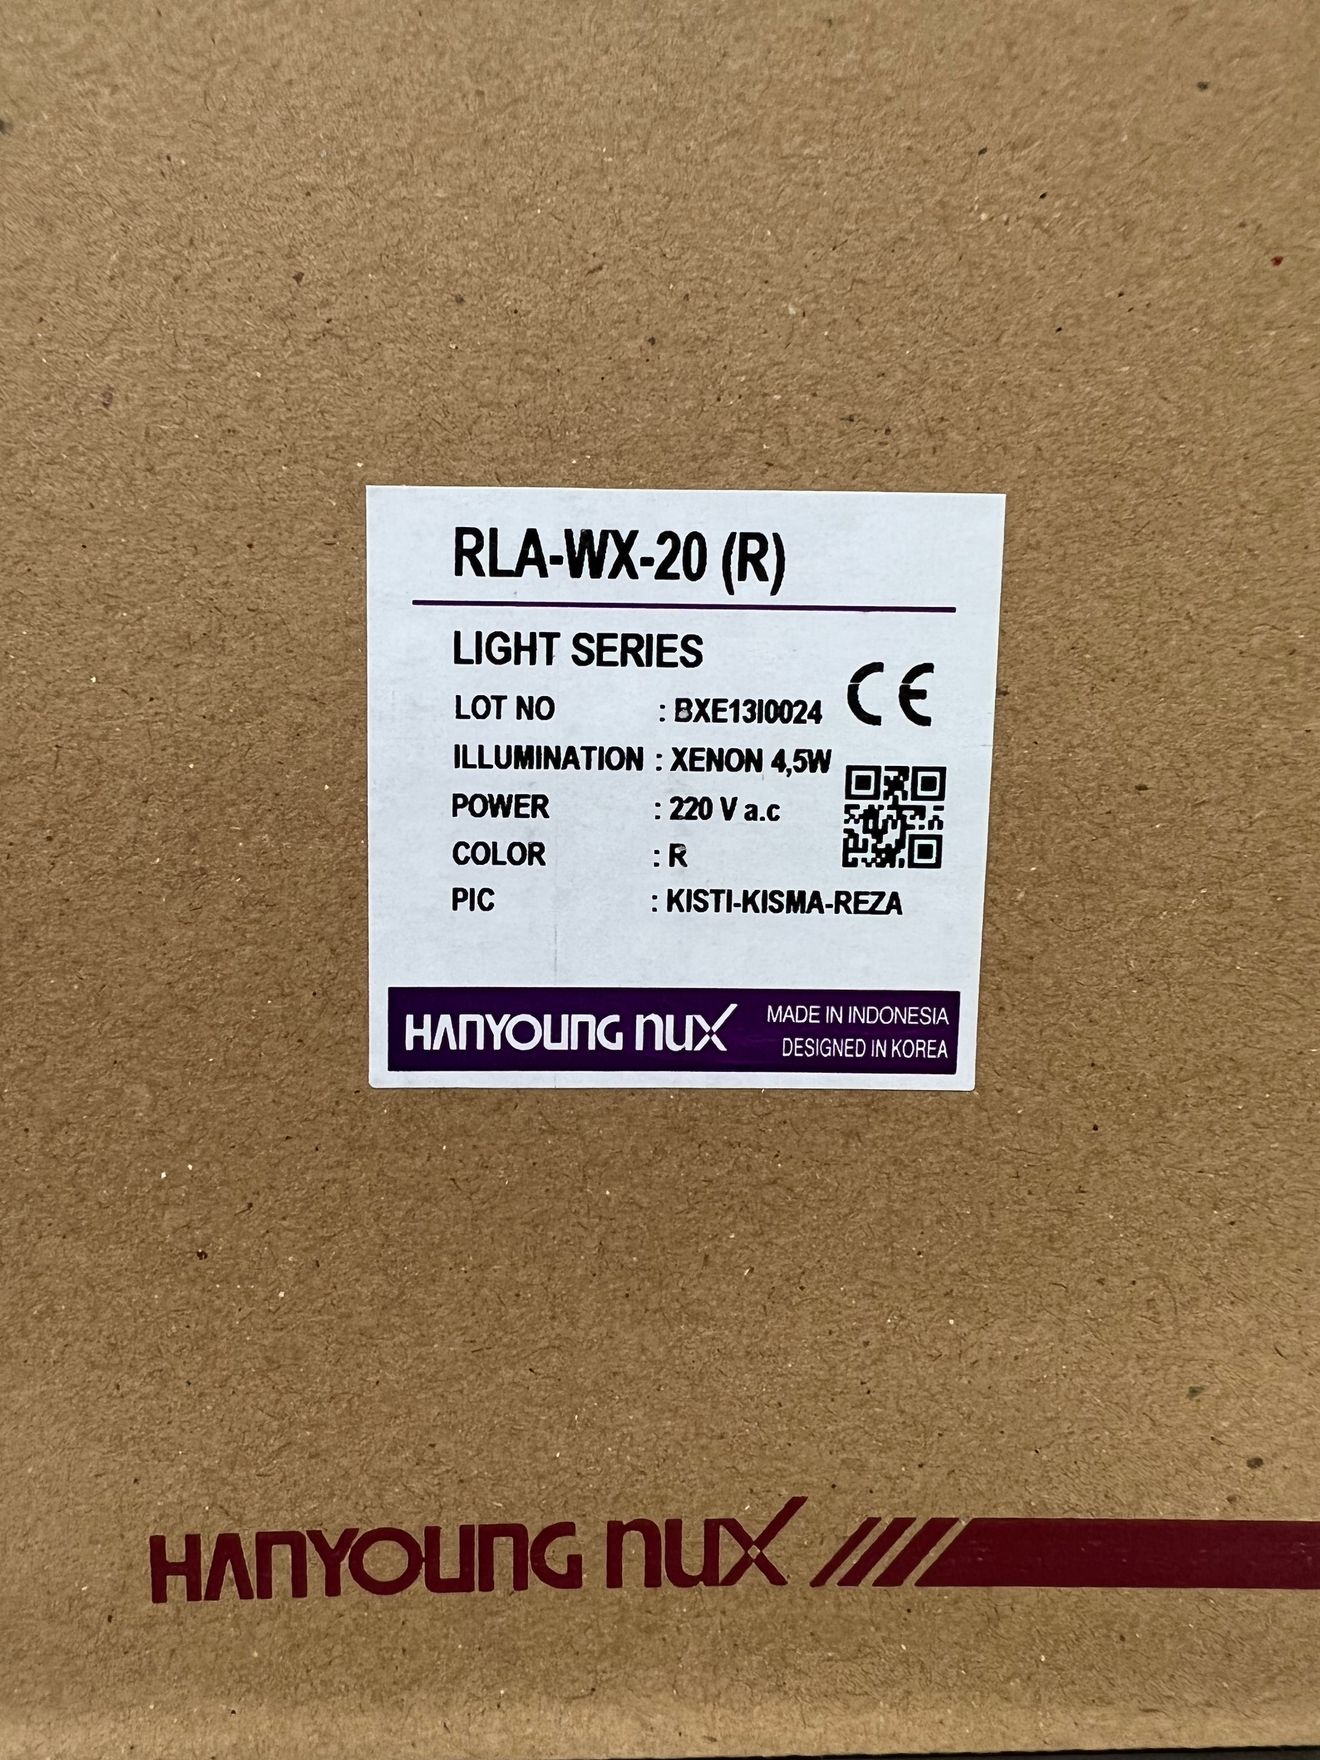 RLA-WX-20 (R)
LIGHT SERIES
LOT NO : BXE13I0024
CE
ILLUMINATION : XENON 4,5W
POWER : 220 V a.c
COLOR : R
PIC : KISTI-KISMA-REZA
HANYOUNG nux
MADE IN INDONESIA
DESIGNED IN KOREA
HANYOUNG nux